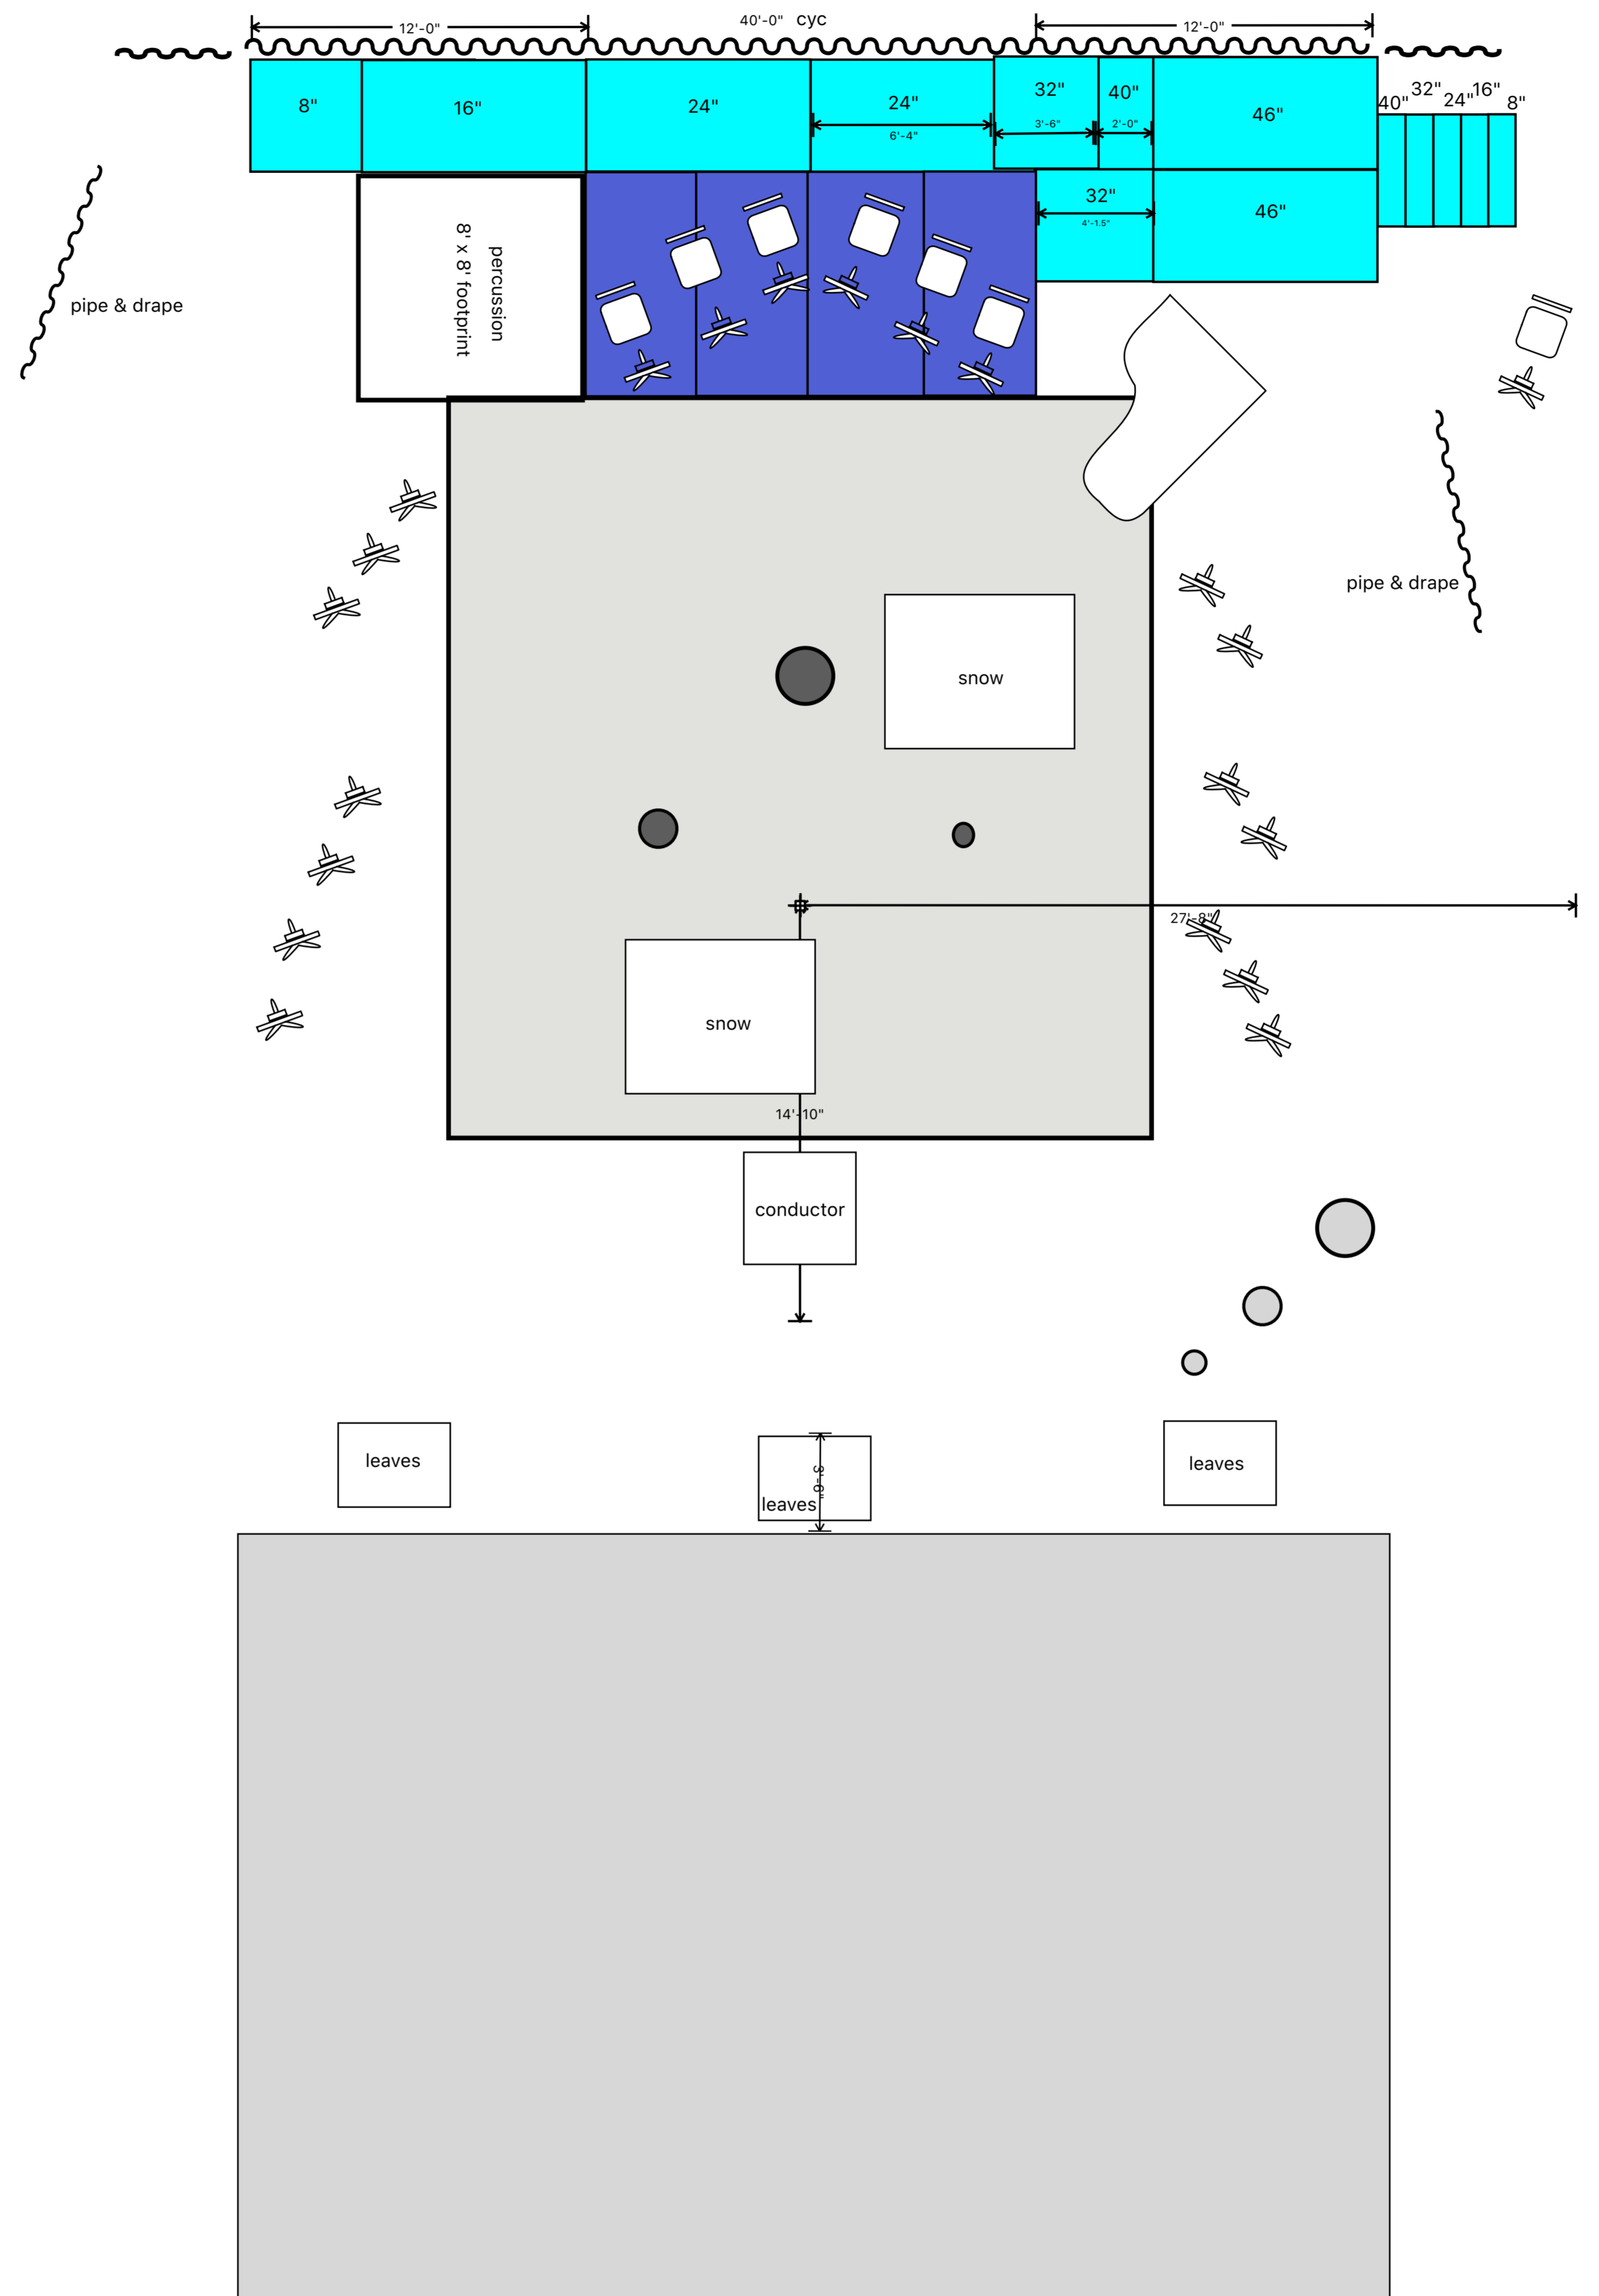 12'-0"
40'-0" cyc
12'-0"
8"
16"
24"
24"
6'-4"
32"
3'-6"
40"
2'-0"
46"
40"
32"
24"
16"
8"
32"
4'-1.5"
46"
percussion
8' x 8' footprint
pipe & drape
pipe & drape
snow
27'-8"
snow
14'-10"
conductor
leaves
3'-6"
leaves
leaves